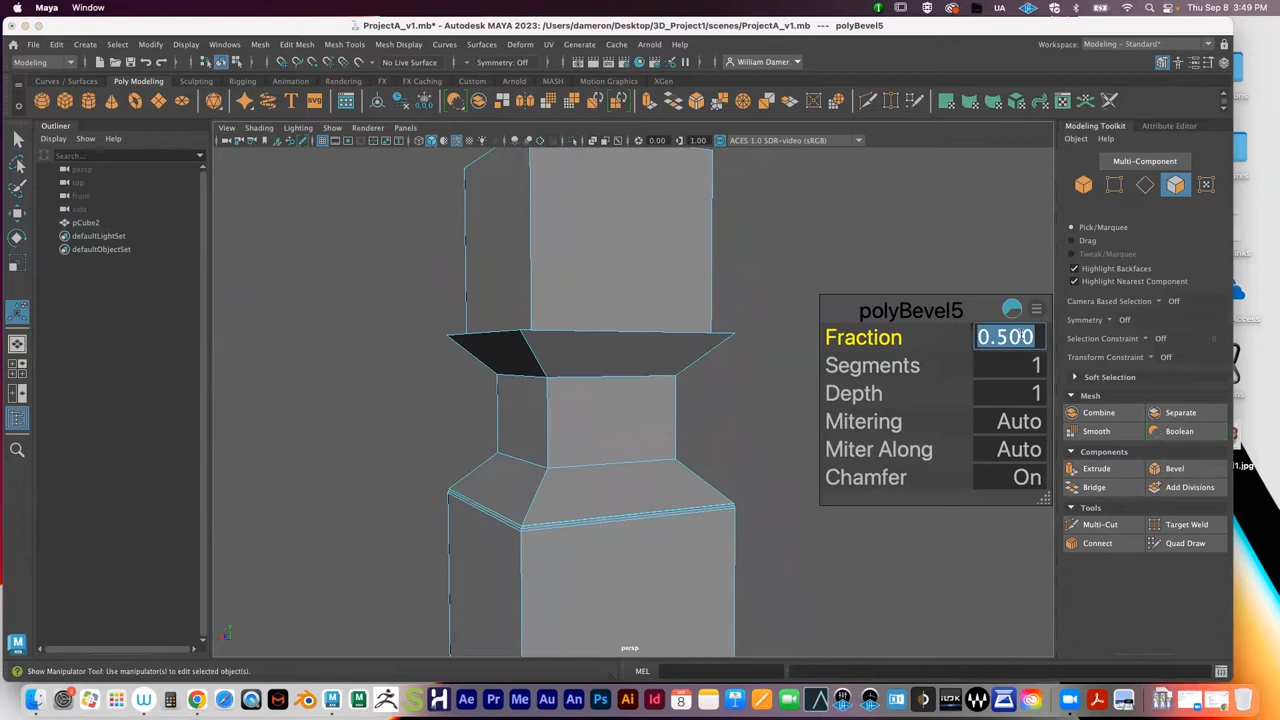 Maya Window UA Thu Sep 8 3:49 PM
ProjectA_v1.mb* - Autodesk MAYA 2023: /Users/dameron/Desktop/3D_Project1/scenes/ProjectA_v1.mb --- polyBevel5
File Edit Create Select Modify Display Windows Mesh Edit Mesh Mesh Tools Mesh Display Curves Surfaces Deform UV Generate Cache Arnold Help
Workspace: Modeling - Standard*
Modeling No Live Surface Symmetry: Off William Damer...
Curves / Surfaces Poly Modeling Sculpting Rigging Animation Rendering FX FX Caching Custom Arnold MASH Motion Graphics XGen
Outliner
Display Show Help
Search...
persp
top
front
side
pCube2
defaultLightSet
defaultObjectSet
View Shading Lighting Show Renderer Panels
0.00 1.00 ACES 1.0 SDR-video (sRGB)
polyBevel5
Fraction 0.500
Segments 1
Depth 1
Mitering Auto
Miter Along Auto
Chamfer On
persp
Modeling Toolkit Attribute Editor
Object Help
Multi-Component
Pick/Marquee
Drag
Tweak/Marquee
Highlight Backfaces
Highlight Nearest Component
Camera Based Selection Off
Symmetry Off
Selection Constraint Off 0
Transform Constraint Off
Soft Selection
Mesh
Combine Separate
Smooth Boolean
Components
Extrude Bevel
Bridge Add Divisions
Tools
Multi-Cut Target Weld
Connect Quad Draw
Show Manipulator Tool: Use manipulator(s) to edit selected object(s).
MEL